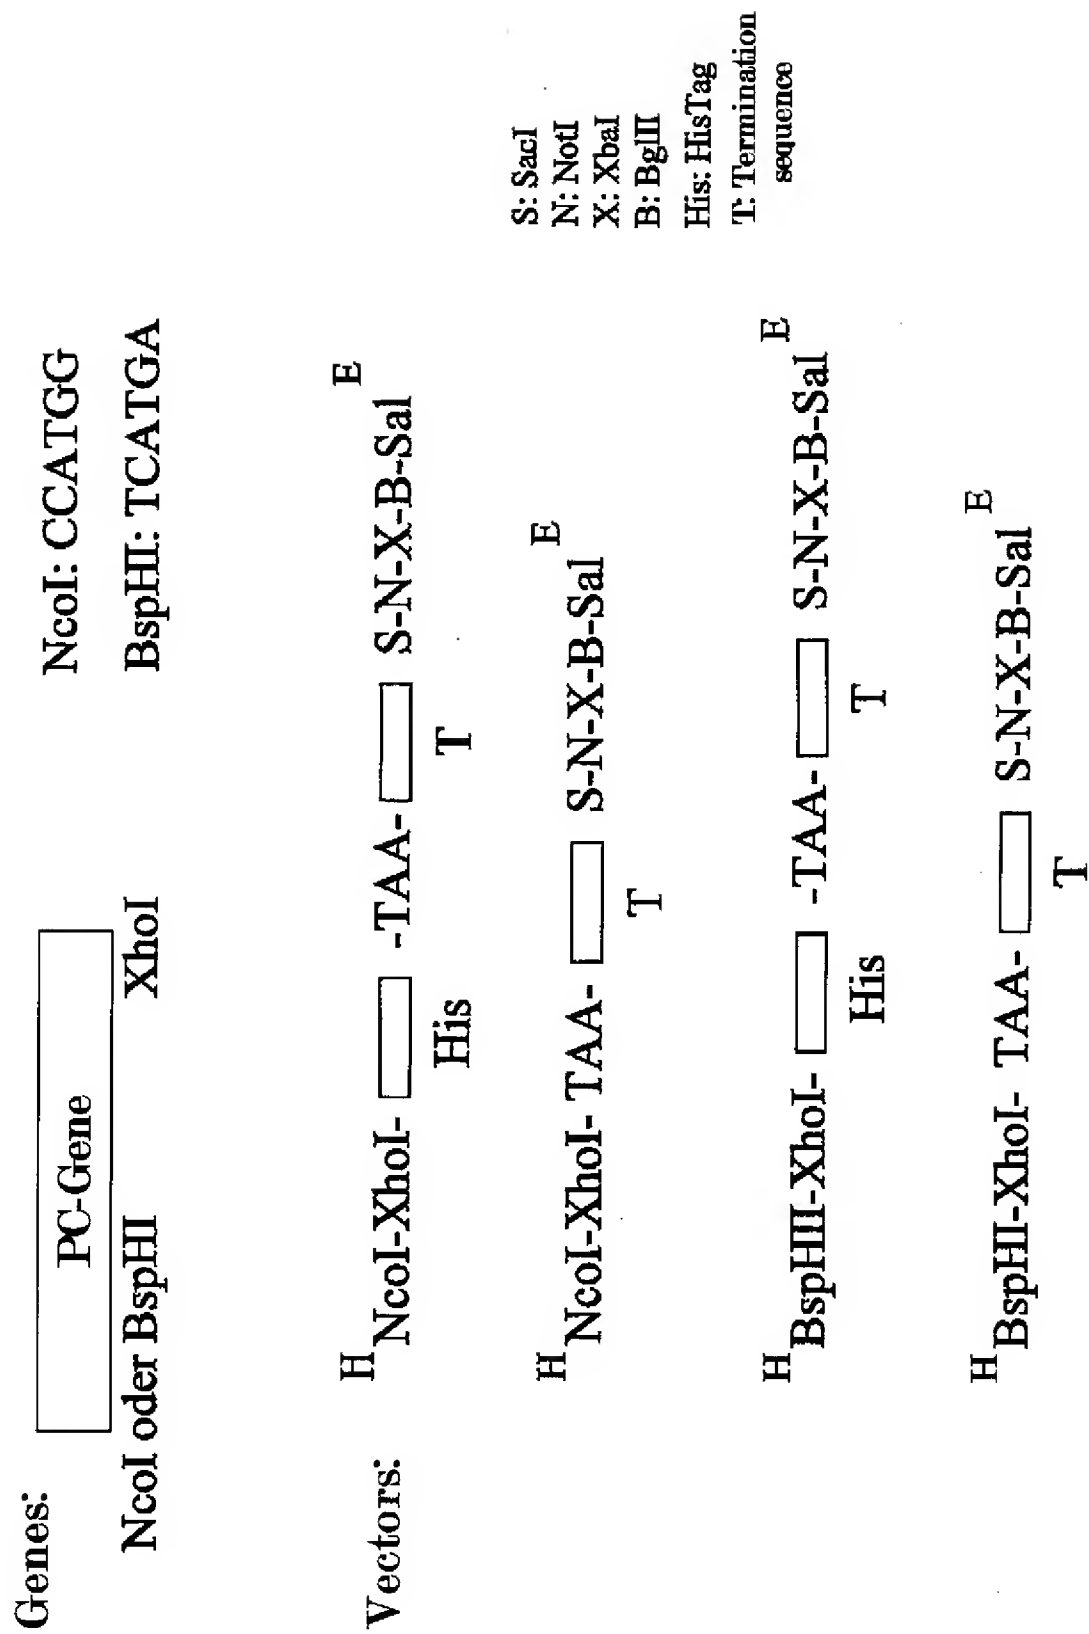 Genes:
PC-Gene
NcoI oder BspHI XhoI
NcoI: CCATGG
BspHI: TCATGA
Vectors:
H NcoI-XhoI- -TAA- S-N-X-B-Sal E
His T
H NcoI-XhoI- TAA- S-N-X-B-Sal E
T
H BspHII-XhoI- -TAA- S-N-X-B-Sal E
His T
H BspHI-XhoI- TAA- S-N-X-B-Sal E
T
S: SacI
N: NotI
X: XbaI
B: BglII
His: HisTag
T: Termination
sequence